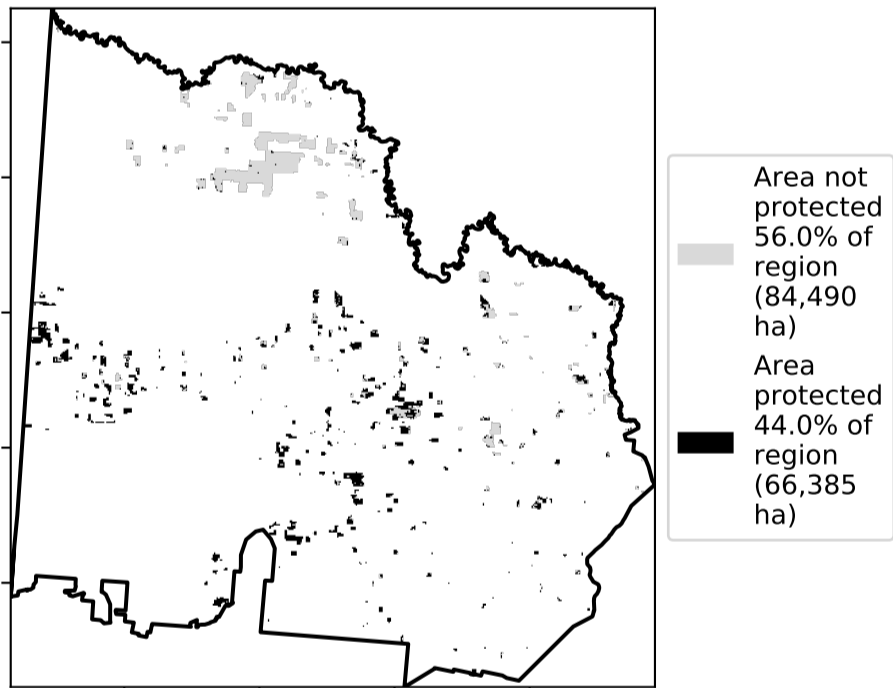 Area not
protected
56.0% of
region
(84,490
ha)
Area
protected
44.0% of
region
(66,385
ha)